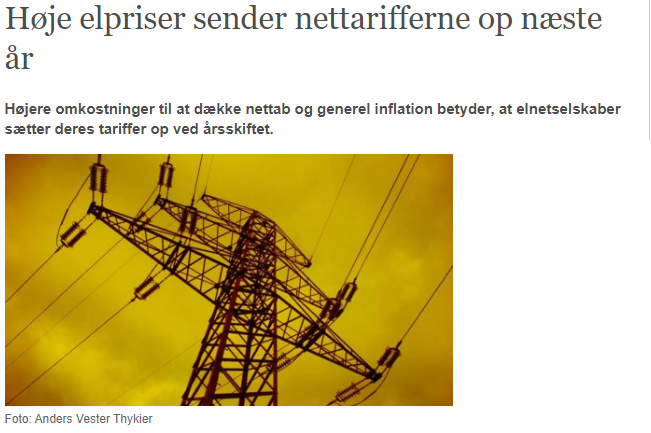 Høje elpriser sender nettarifferne op næste
år
Højere omkostninger til at dække nettab og generel inflation betyder, at elnetselskaber
sætter deres tariffer op ved årsskiftet.
Foto: Anders Vester Thykier